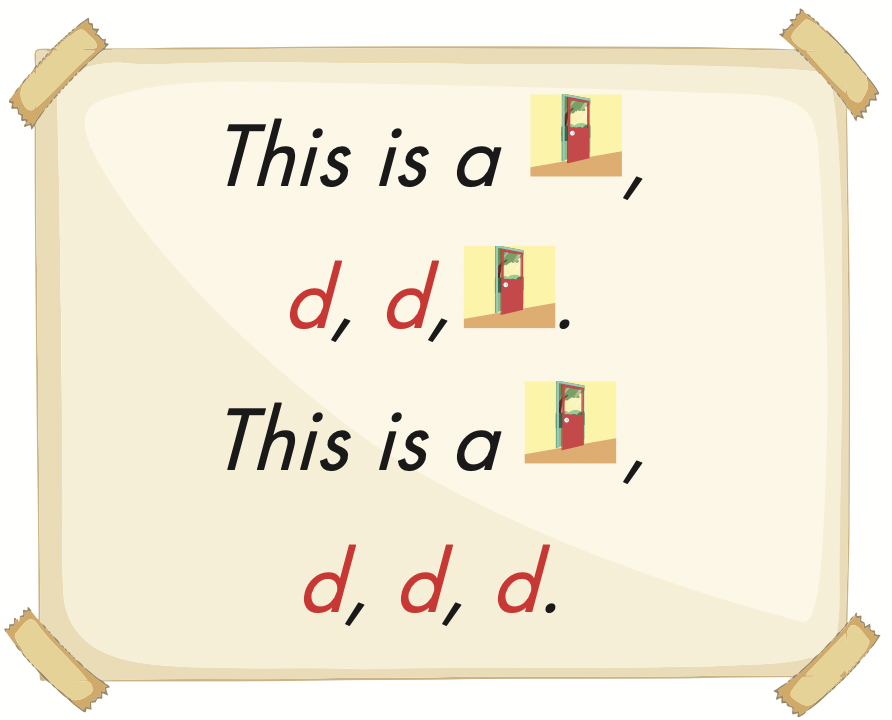 This is a ,
d, d, .
This is a ,
d, d, d.